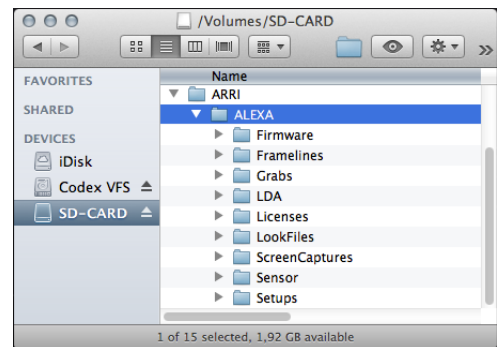 /Volumes/SD-CARD
FAVORITES
SHARED
DEVICES
iDisk
Codex VFS
SD-CARD
Name
ARRI
ALEXA
Firmware
Framelines
Grabs
LDA
Licenses
LookFiles
ScreenCaptures
Sensor
Setups
1 of 15 selected, 1,92 GB available